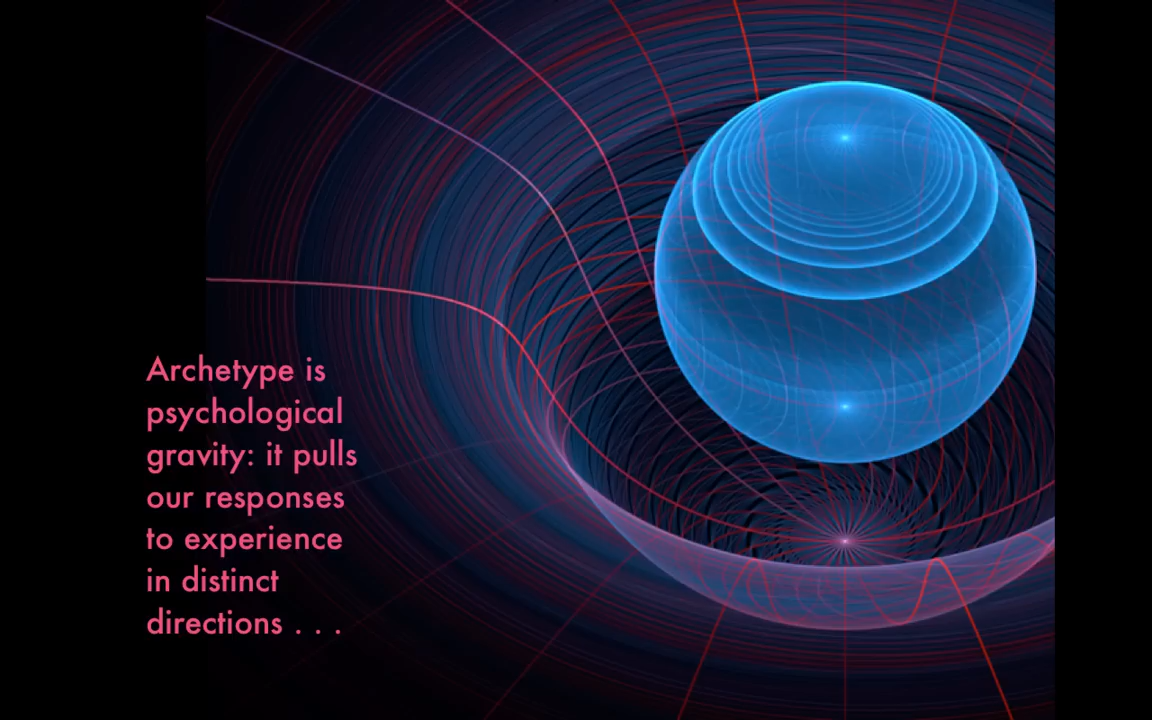 Archetype is
psychological
gravity: it pulls
our responses
to experience
in distinct
directions . . .